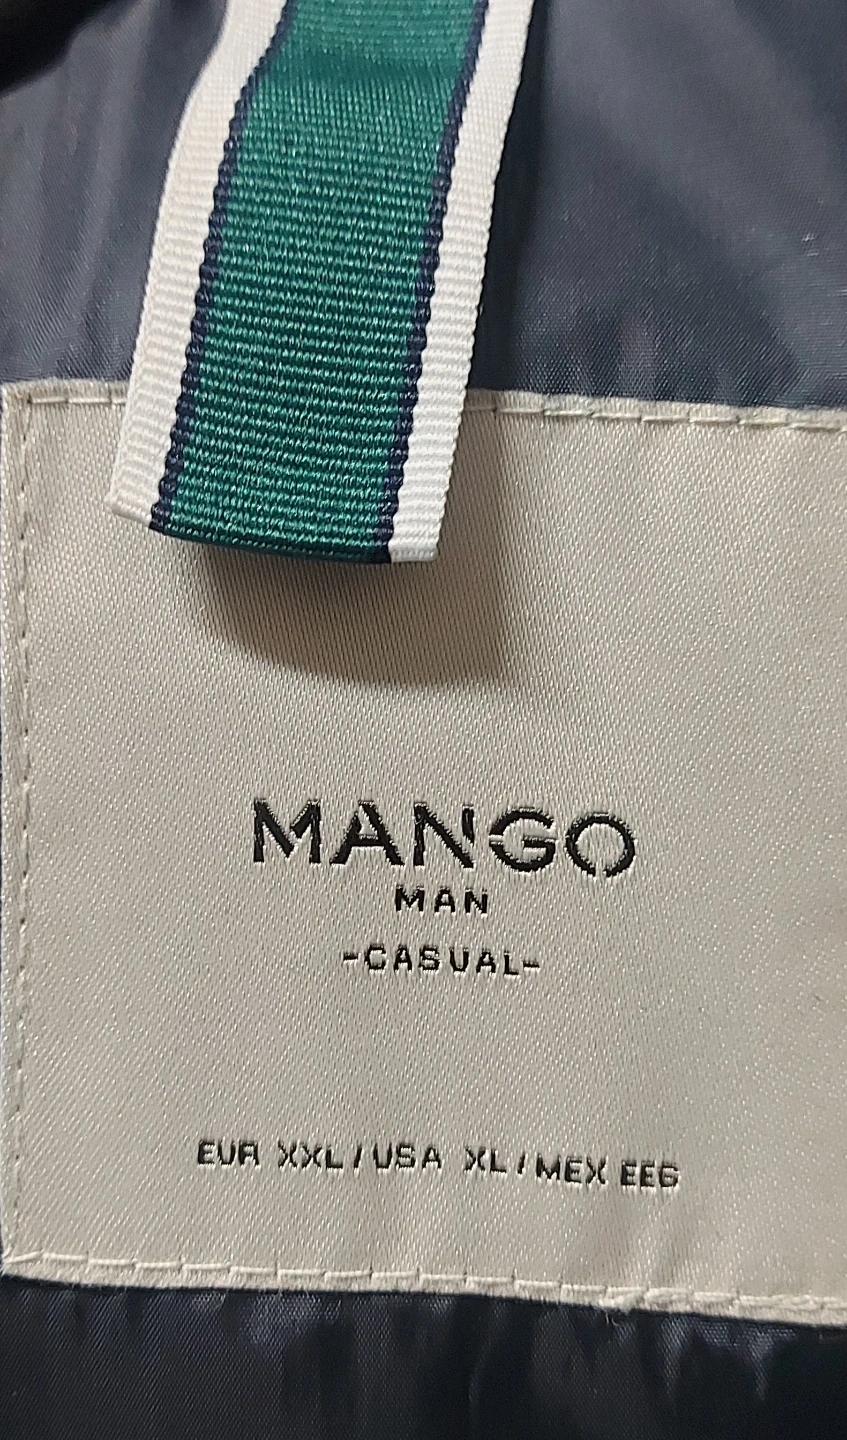 MANGO
MAN
-CASUAL-
EUR XXL / USA XL / MEX EEG